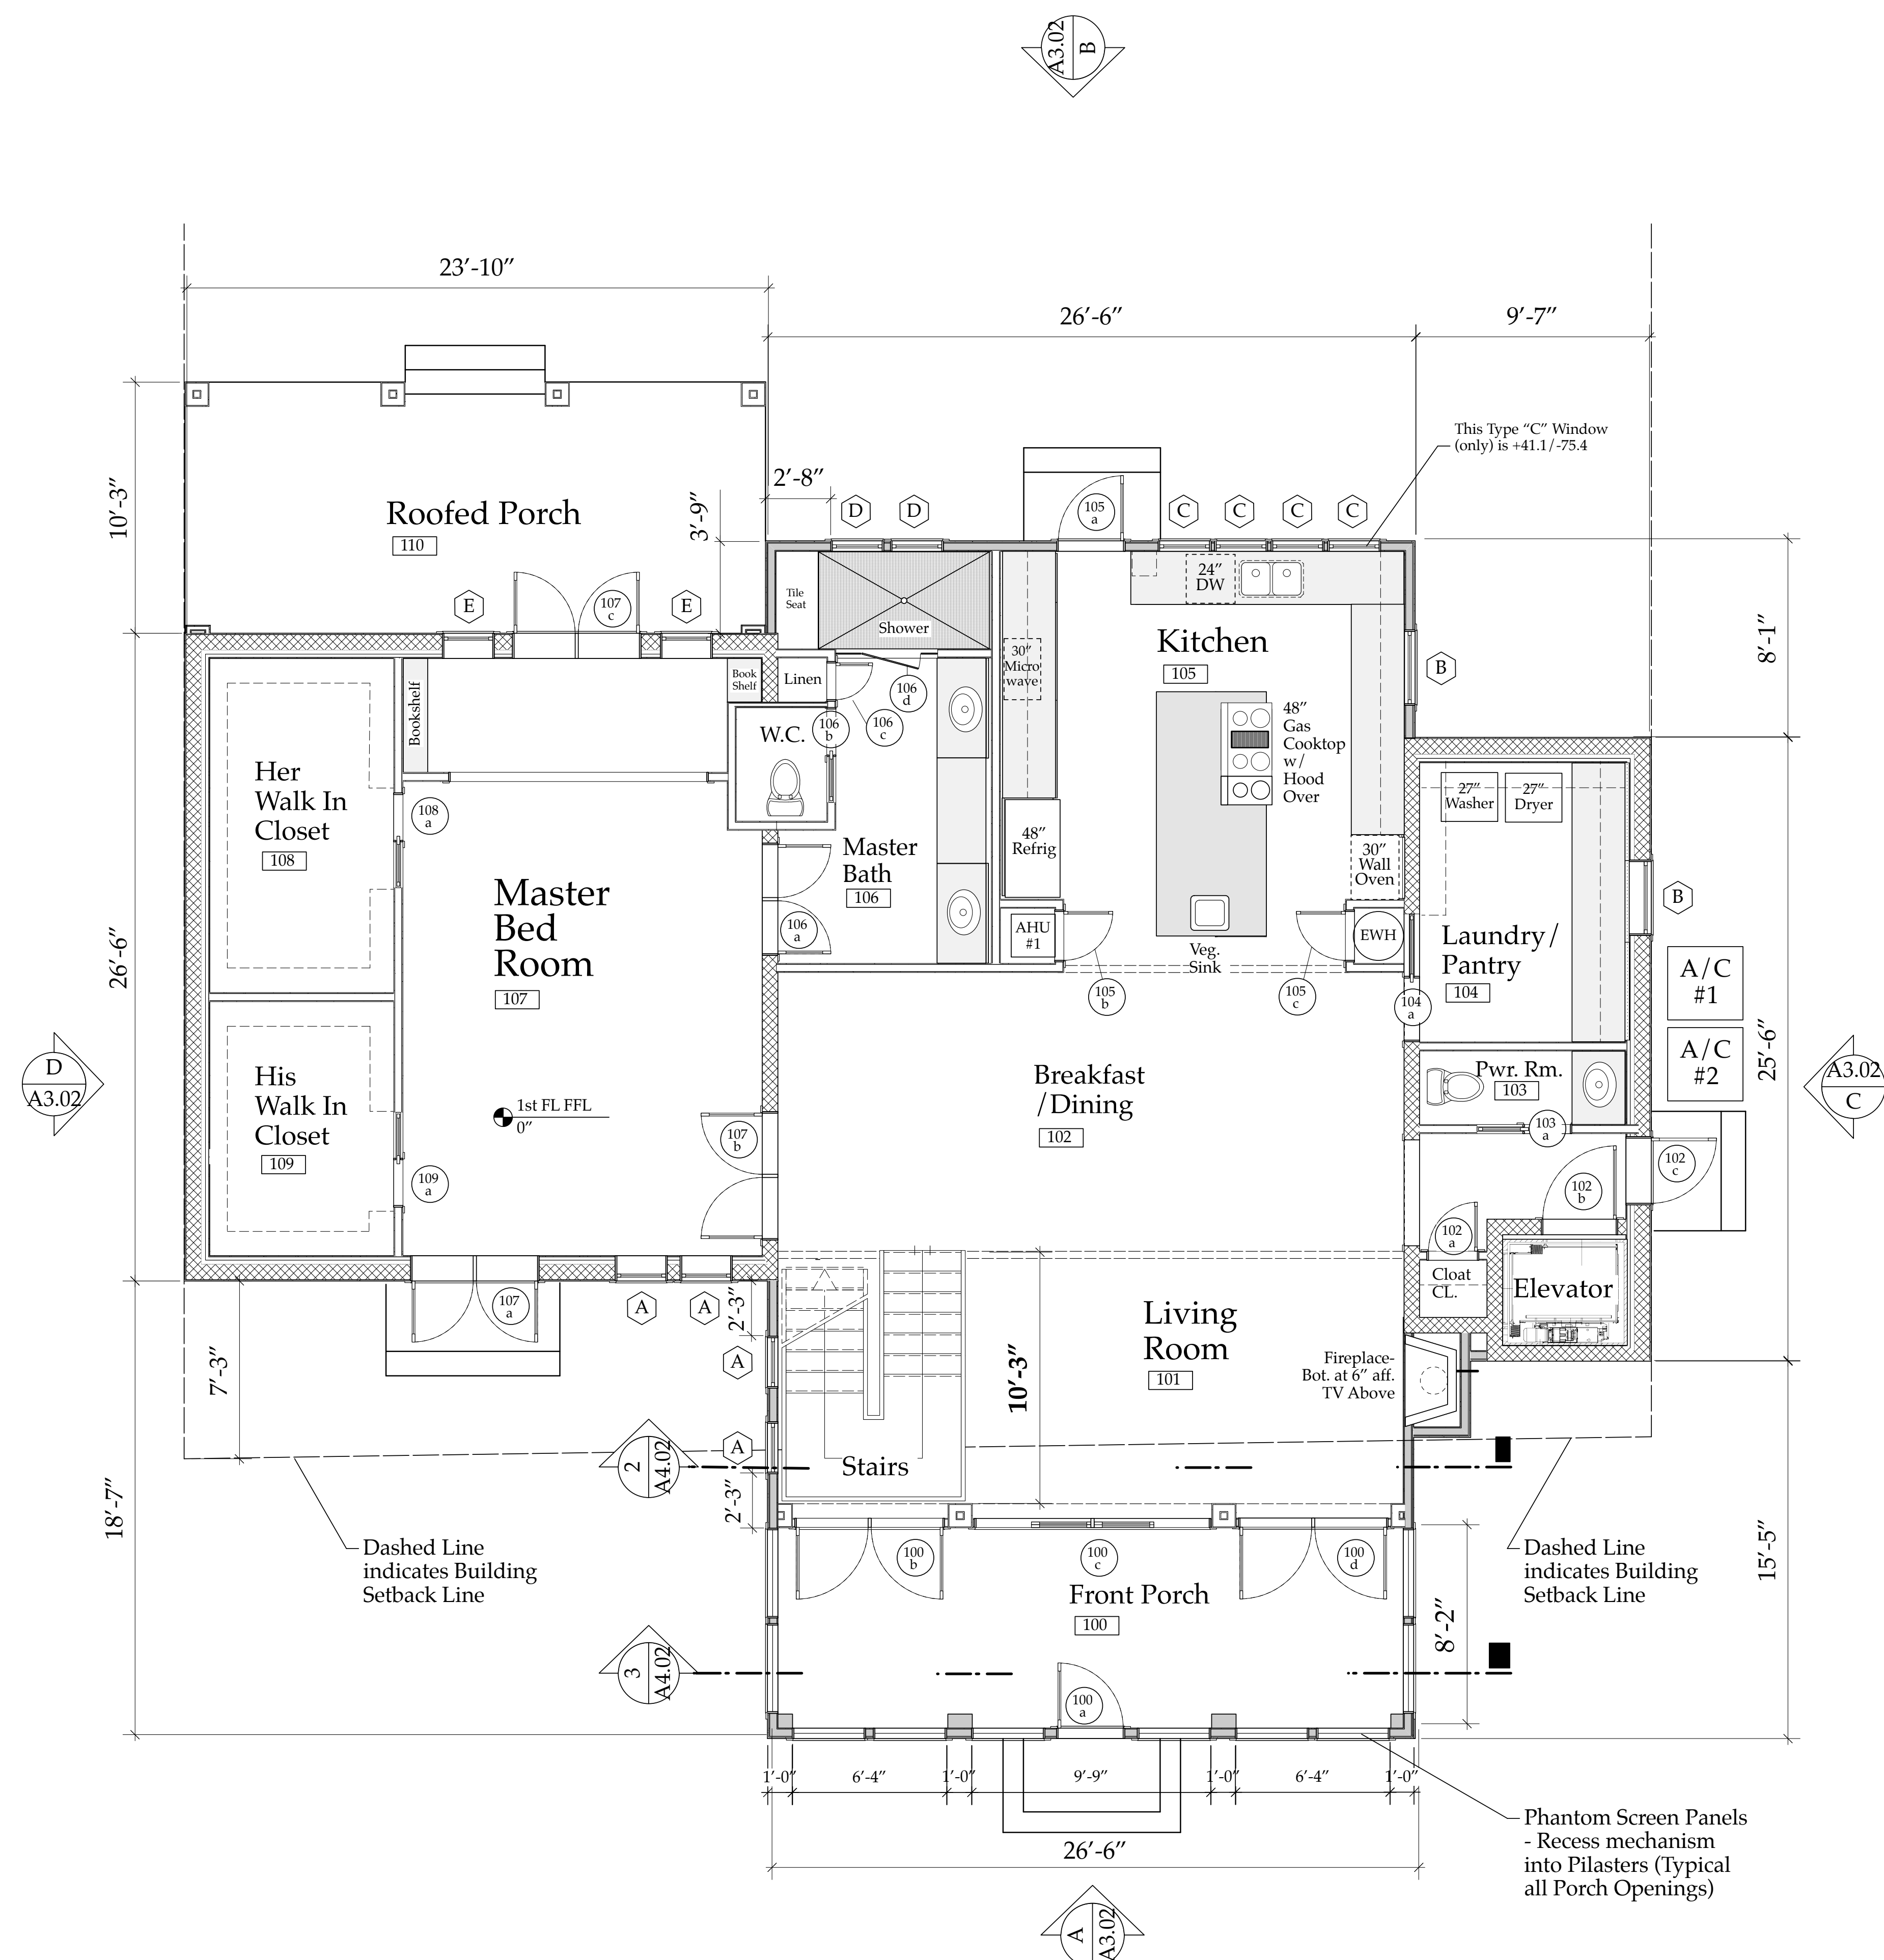 A3.02
B
23′-10″
26′-6″
9′-7″
This Type “C” Window
(only) is +41.1/-75.4
2′-8″
10′-3″
3′-9″
Roofed Porch
110
D
D
105
a
C
C
C
C
E
107
c
E
Tile
Seat
Shower
24″
DW
Kitchen
105
8′-1″
30″
Micro
wave
B
Bookshelf
Book
Shelf
Linen
106
d
W.C.
106
b
106
c
48″
Gas
Cooktop
w/
Hood
Over
Her
Walk In
Closet
108
108
a
27″
Washer
27″
Dryer
48″
Refrig
Master
Bath
106
30″
Wall
Oven
Master
Bed
Room
107
106
a
AHU
#1
EWH
Veg.
Sink
Laundry/
Pantry
104
B
26′-6″
105
b
105
c
104
a
A/C
#1
A/C
#2
25′-6″
D
A3.02
A3.02
C
His
Walk In
Closet
109
1st FL FFL
0″
Breakfast
/Dining
102
Pwr. Rm.
103
103
a
107
b
109
a
102
c
102
b
102
a
107
a
A
A
2′-3″
Cloat
CL.
Elevator
Living
Room
101
10′-3″
Fireplace-
Bot. at 6″ aff.
TV Above
7′-3″
A
A
2
A4.02
Stairs
2′-3″
18′-7″
Dashed Line
indicates Building
Setback Line
100
b
100
c
100
d
Dashed Line
indicates Building
Setback Line
15′-5″
Front Porch
100
8′-2″
3
A4.02
100
a
1′-0″
6′-4″
1′-0″
9′-9″
1′-0″
6′-4″
1′-0″
26′-6″
Phantom Screen Panels
- Recess mechanism
into Pilasters (Typical
all Porch Openings)
A
A3.02